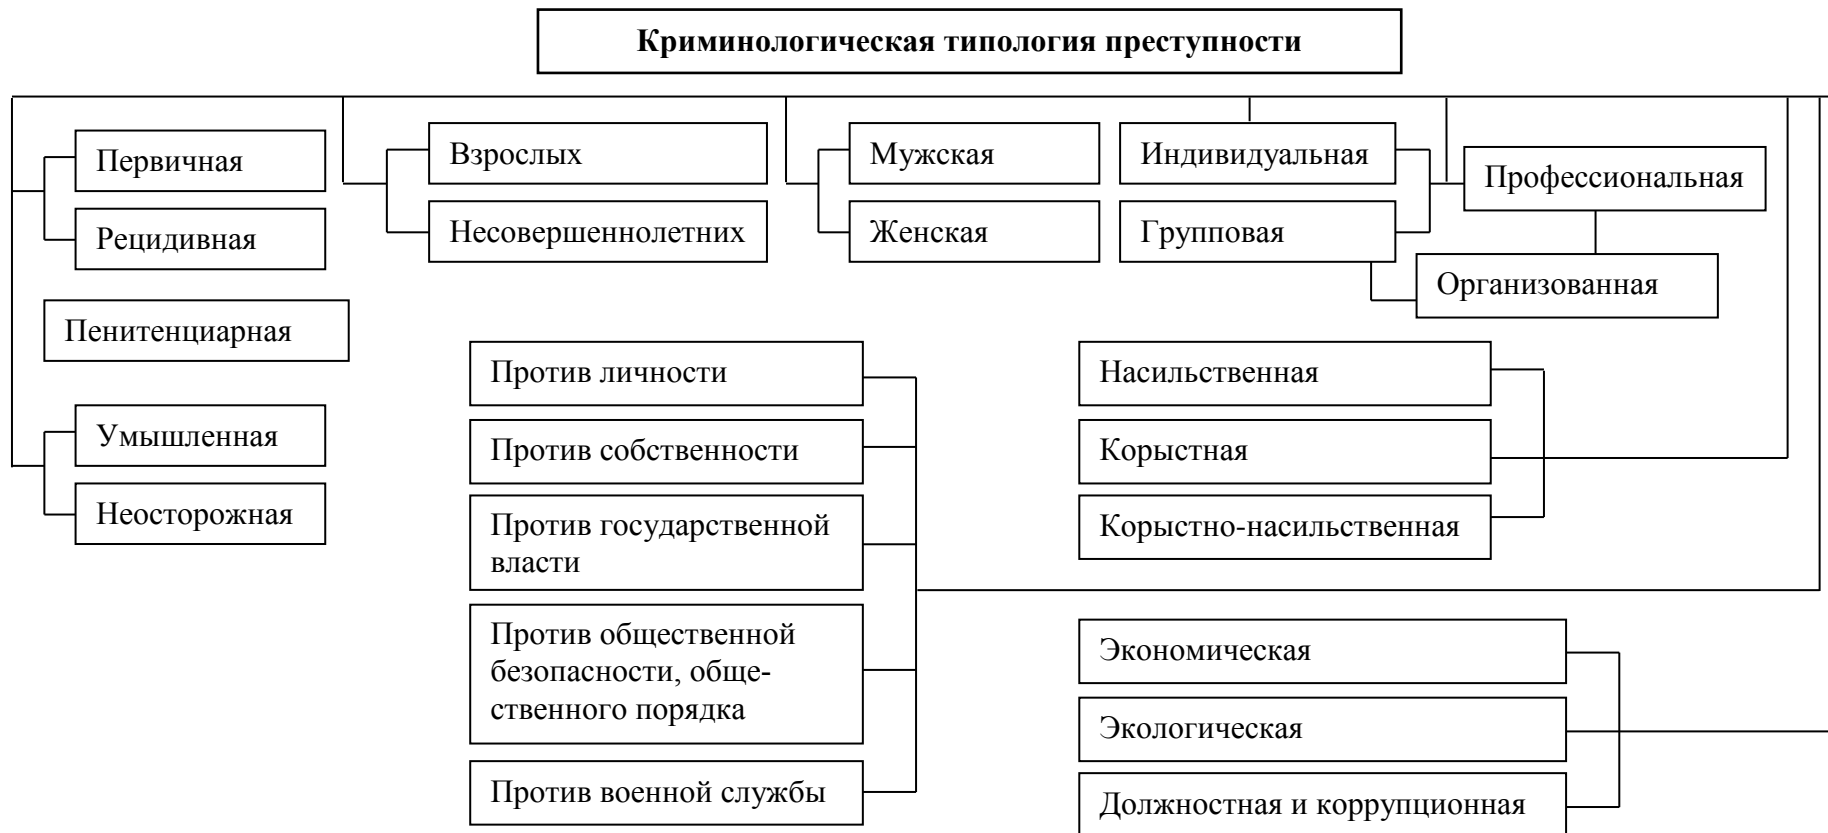 Криминологическая типология преступности
Первичная
Рецидивная
Пенитенциарная
Умышленная
Неосторожная
Взрослых
Несовершеннолетних
Мужская
Женская
Индивидуальная
Групповая
Профессиональная
Организованная
Против личности
Против собственности
Против государственной
власти
Против общественной
безопасности, обще-
ственного порядка
Против военной службы
Насильственная
Корыстная
Корыстно-насильственная
Экономическая
Экологическая
Должностная и коррупционная